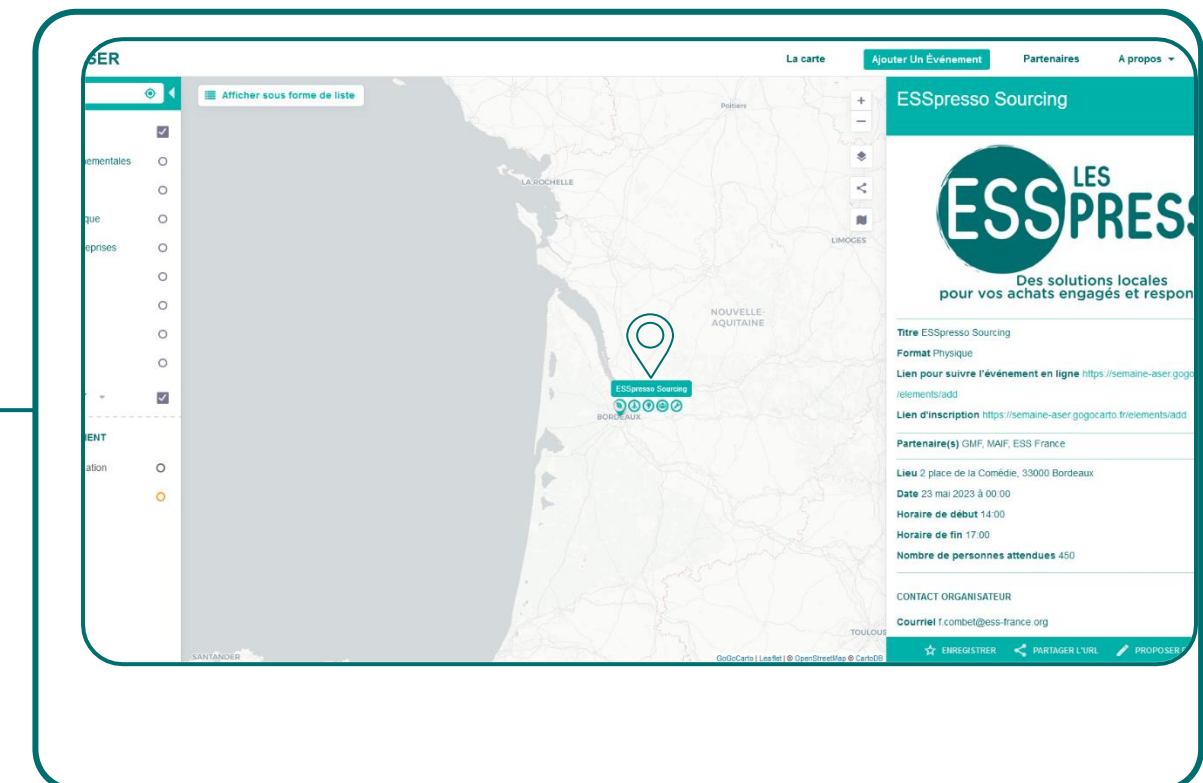 La carte
Ajouter Un Événement
Partenaires
A propos
Afficher sous forme de liste
ESSpresso Sourcing
LES
ESSPRESS
Des solutions locales
pour vos achats engagés et respon
Titre ESSpresso Sourcing
Format Physique
Lien pour suivre l'événement en ligne https://semaine-aser.gogo
/elements/add
Lien d'inscription https://semaine-aser.gogocarto.fr/elements/add
Partenaire(s) GMF, MAIF, ESS France
Lieu 2 place de la Comédie, 33000 Bordeaux
Date 23 mai 2023 à 00:00
Horaire de début 14:00
Horaire de fin 17:00
Nombre de personnes attendues 450
CONTACT ORGANISATEUR
Courriel f.combet@ess-france.org
ENREGISTRER
PARTAGER L'URL
PROPOSER
nementales
que
eprises
MENT
ation
Poitiers
LA ROCHELLE
LIMOGES
NOUVELLE-
AQUITAINE
ESSpresso Sourcing
BORDEAUX
TOULOUS
SANTANDER
GoGoCarto | Leaflet | © OpenStreetMap © CartoDB